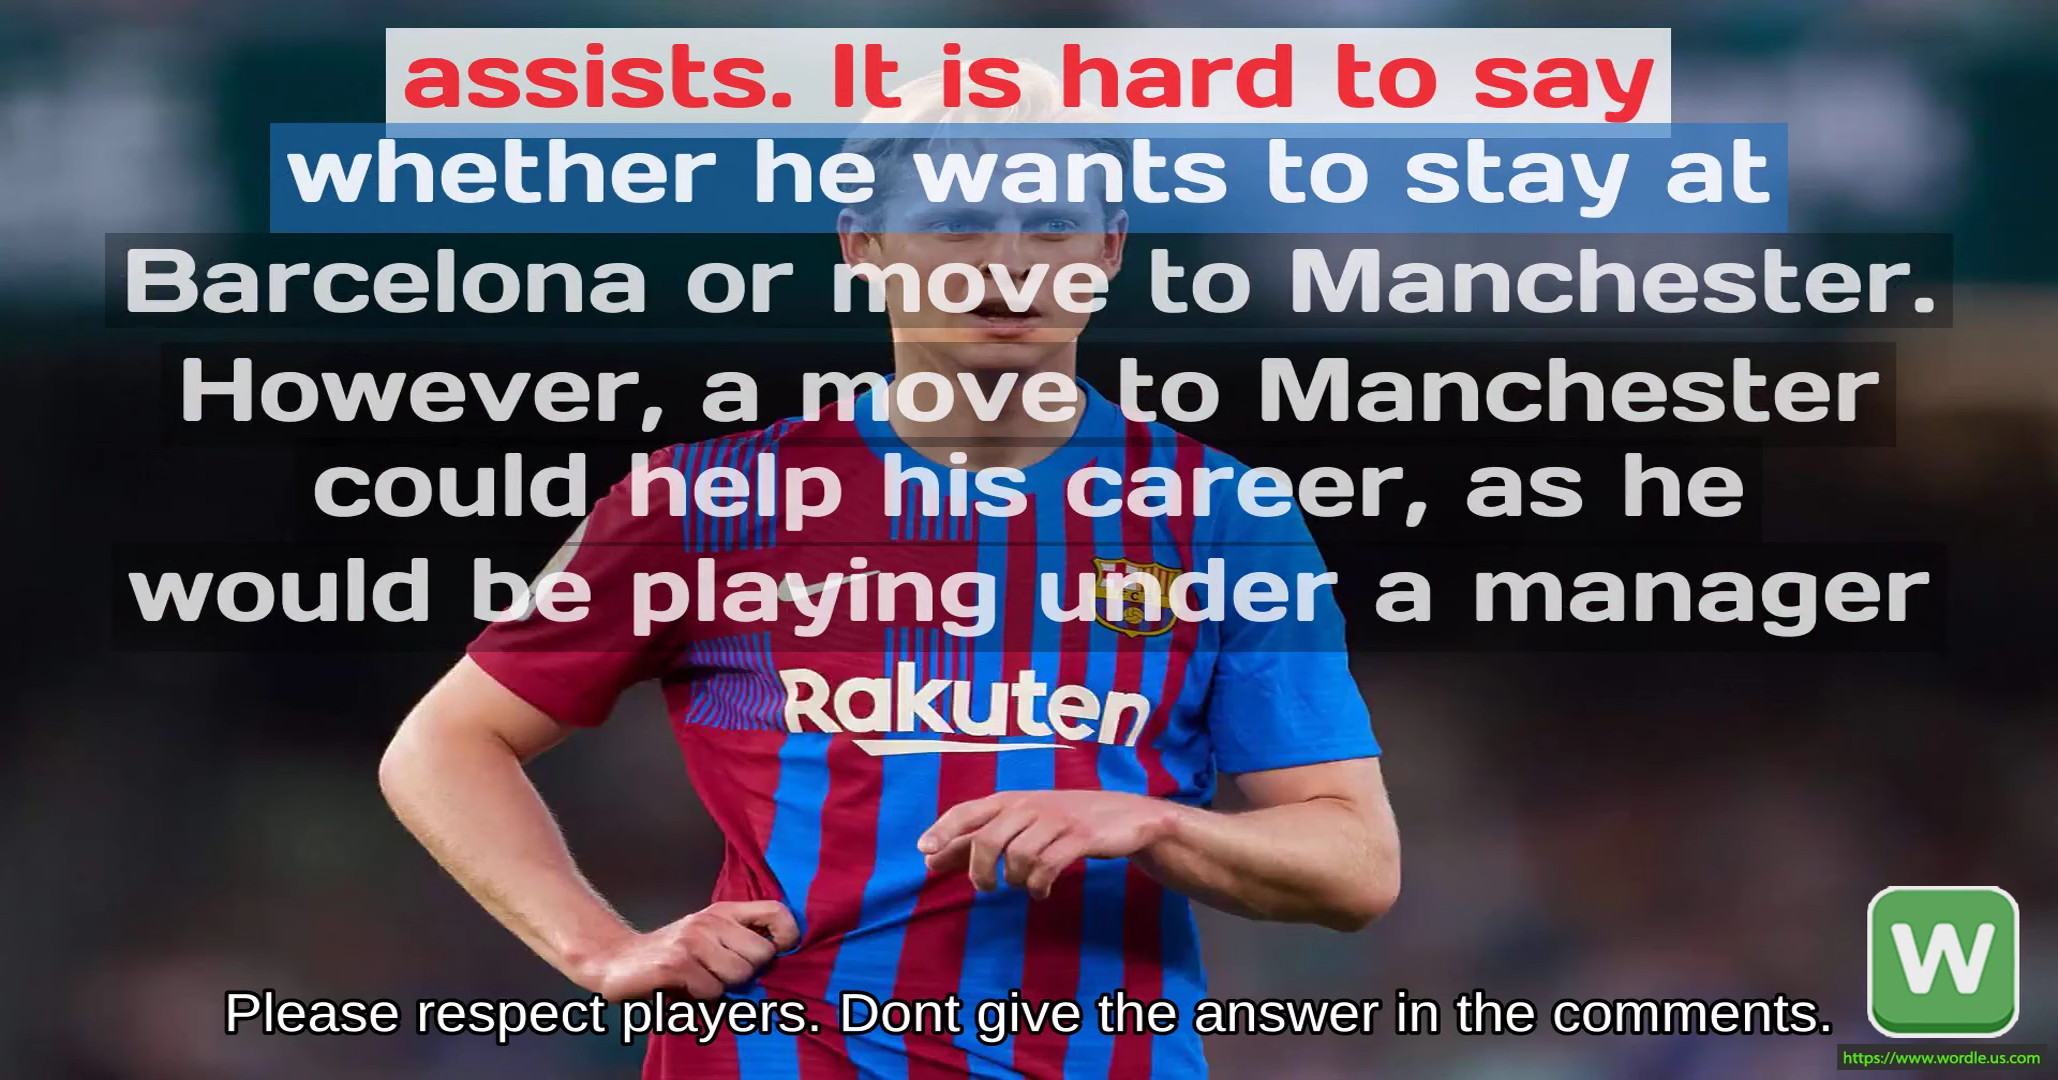 assists. It is hard to say
whether he wants to stay at
Barcelona or move to Manchester.
However, a move to Manchester
could help his career, as he
would be playing under a manager
Rakuten
Please respect players. Dont give the answer in the comments.
W
https://www.wordle.us.com